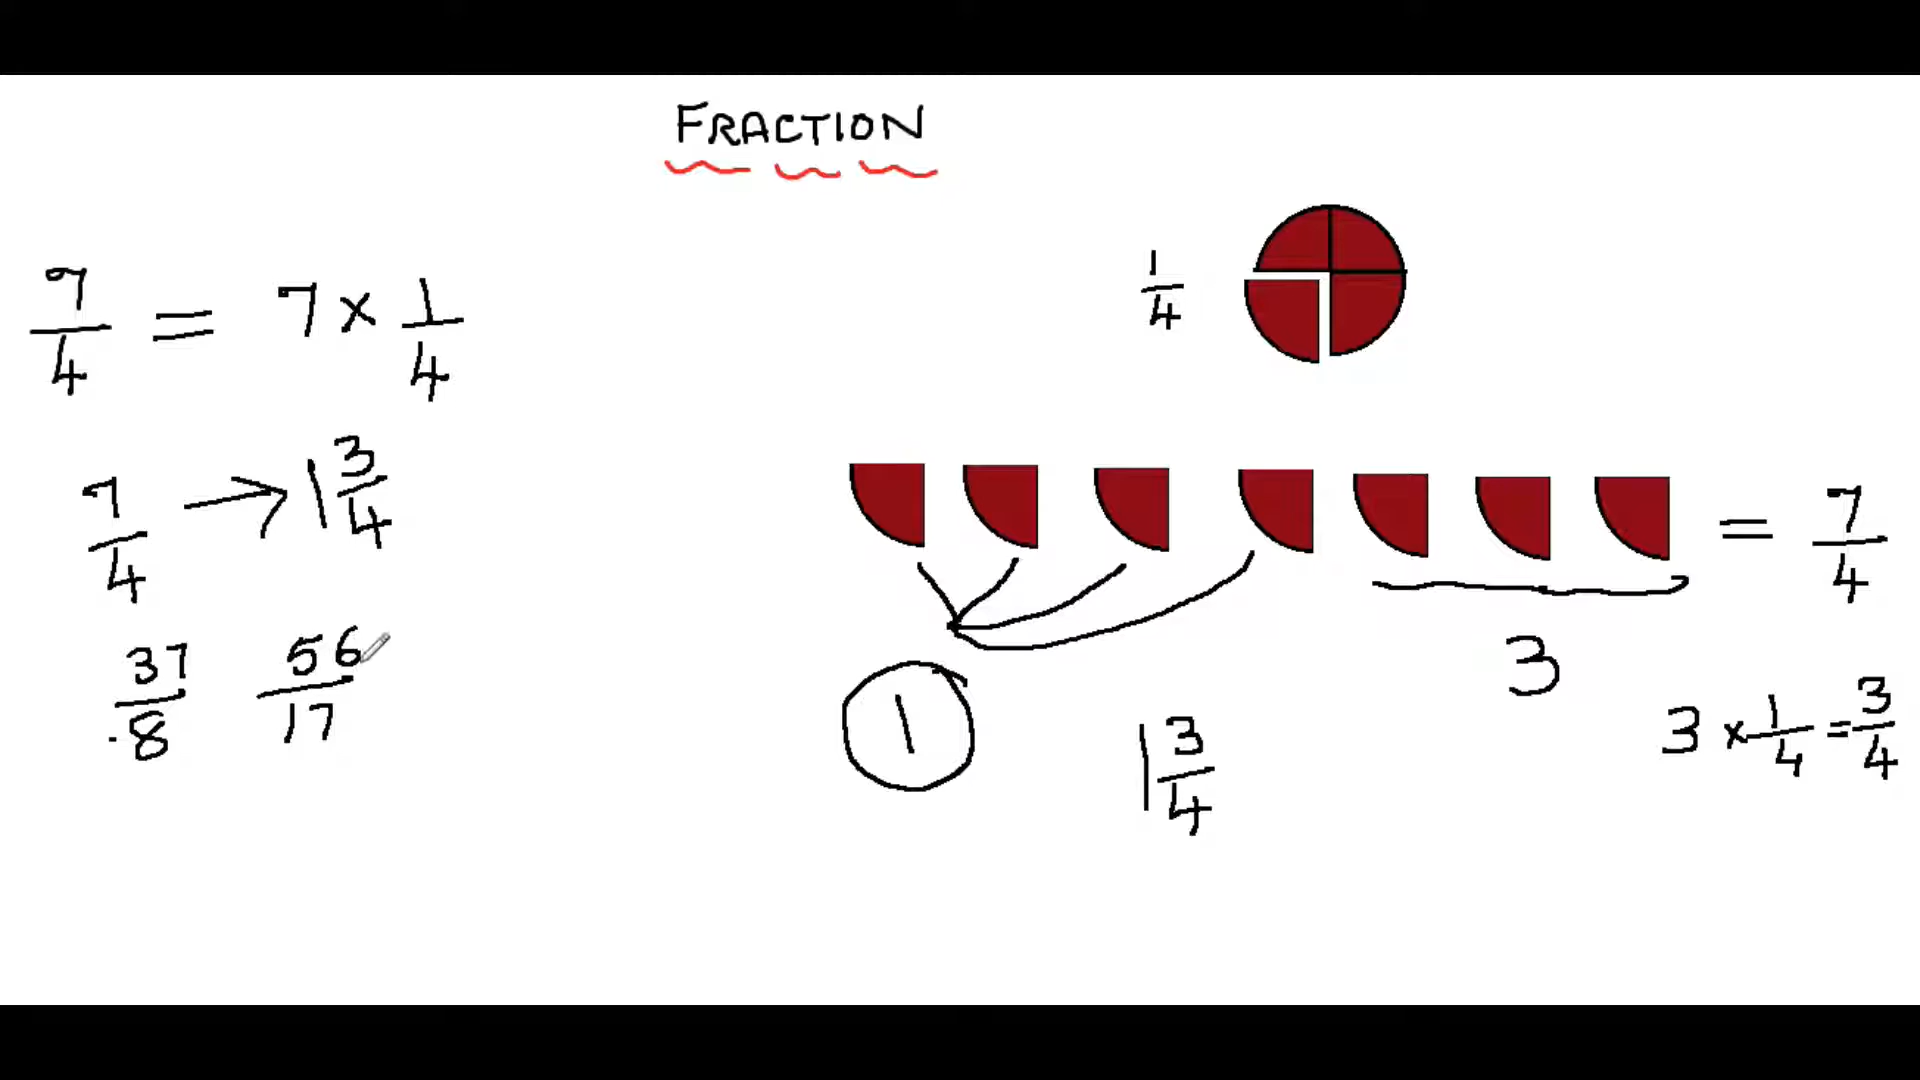 FRACTION
7/4 = 7 × 1/4
1/4
7/4 → 1 3/4
= 7/4
37/8 56/17
1
3
1 3/4
3 × 1/4 = 3/4